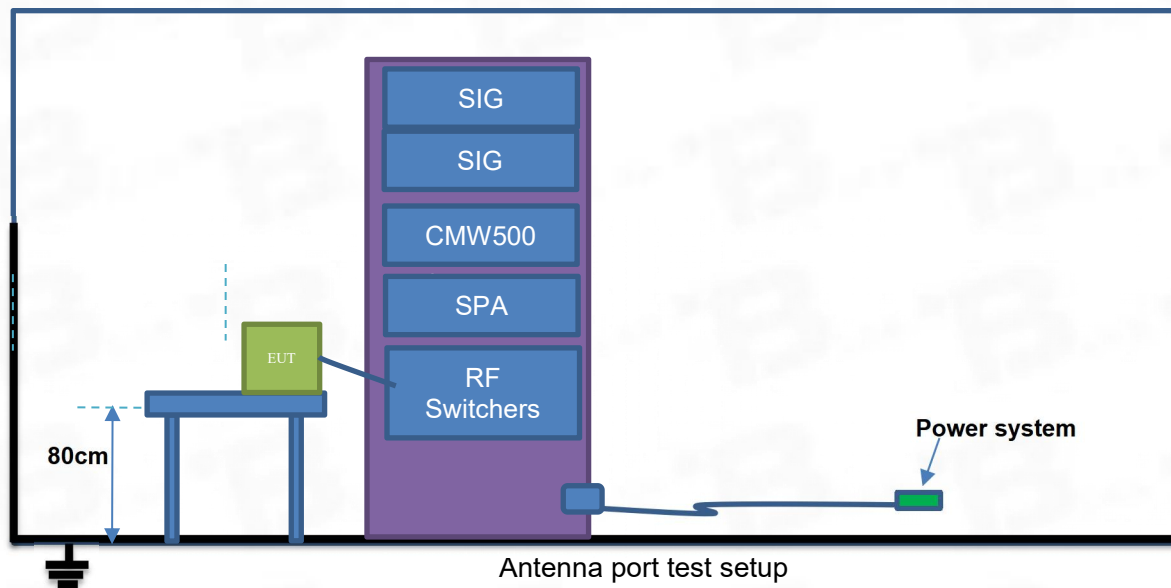 SIG
SIG
CMW500
SPA
EUT
RF
Switchers
80cm
Power system
Antenna port test setup